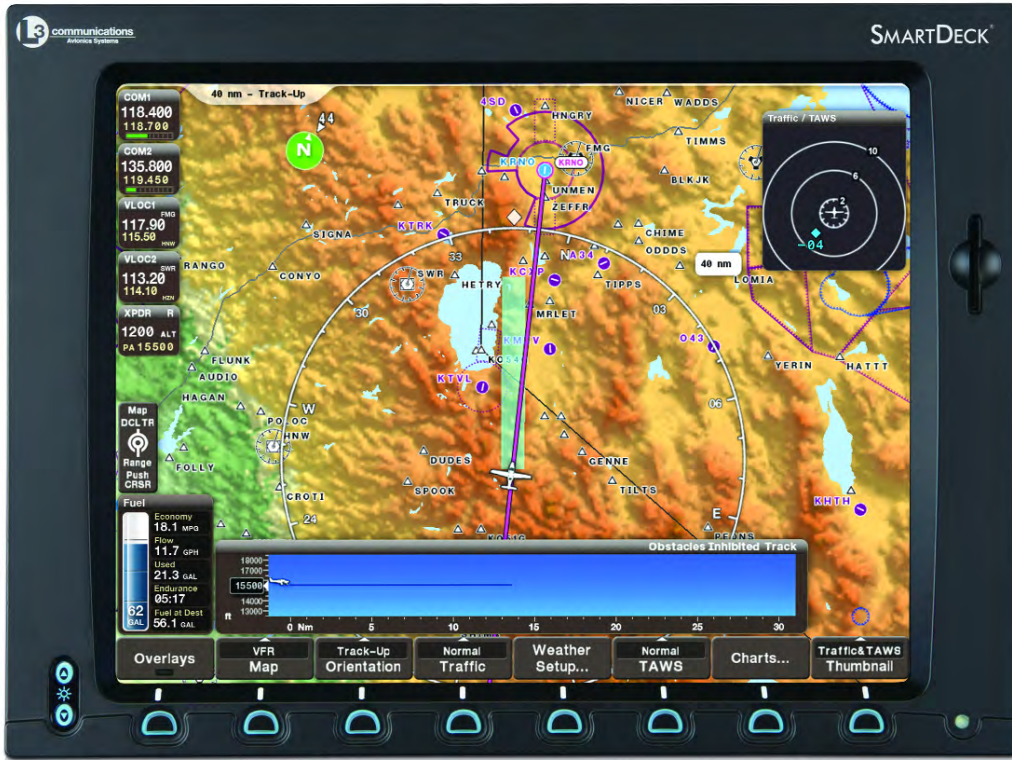 L3 communications
Avionics Systems
SMARTDECK®
40 nm - Track-Up
COM1
118.400
118.700
COM2
135.800
119.450
VLOC1
117.90 FMG
115.50 HNW
VLOC2
113.20 SWR
114.10 HZN
XPDR R
1200 ALT
PA 15500
44
N
4SD
HNGRY
NICER
WADDS
TIMMS
FMG
KRNO
KRNO
BLKJK
UNMEN
ZEFFR
TRUCK
KTRK
SIGNA
CHIME
ODDDS
40 nm
RANGO
CONYO
SWR
HETRY
33
N
A34
TIPPS
LOMIA
30
MRLET
03
O43
YERIN
HATTT
FLUNK
AUDIO
HAGAN
KTVL
W
06
POLOC
HNW
FOLLY
DUDES
GENNE
SPOOK
TILTS
CROTI
24
E
KHTH
PEONS
Traffic / TAWS
10
6
2
-04
Map
DCLTR
Range
Push
CRSR
Fuel
Economy
18.1 MPG
Flow
11.7 GPH
Used
21.3 GAL
Endurance
05:17
Fuel at Dest
56.1 GAL
62
GAL
Obstacles Inhibited Track
18000
17000
15500
14000
13000
ft
0 Nm 5 10 15 20 25 30
Overlays
VFR
Map
Track-Up
Orientation
Normal
Traffic
Weather
Setup...
Normal
TAWS
Charts...
Traffic&TAWS
Thumbnail